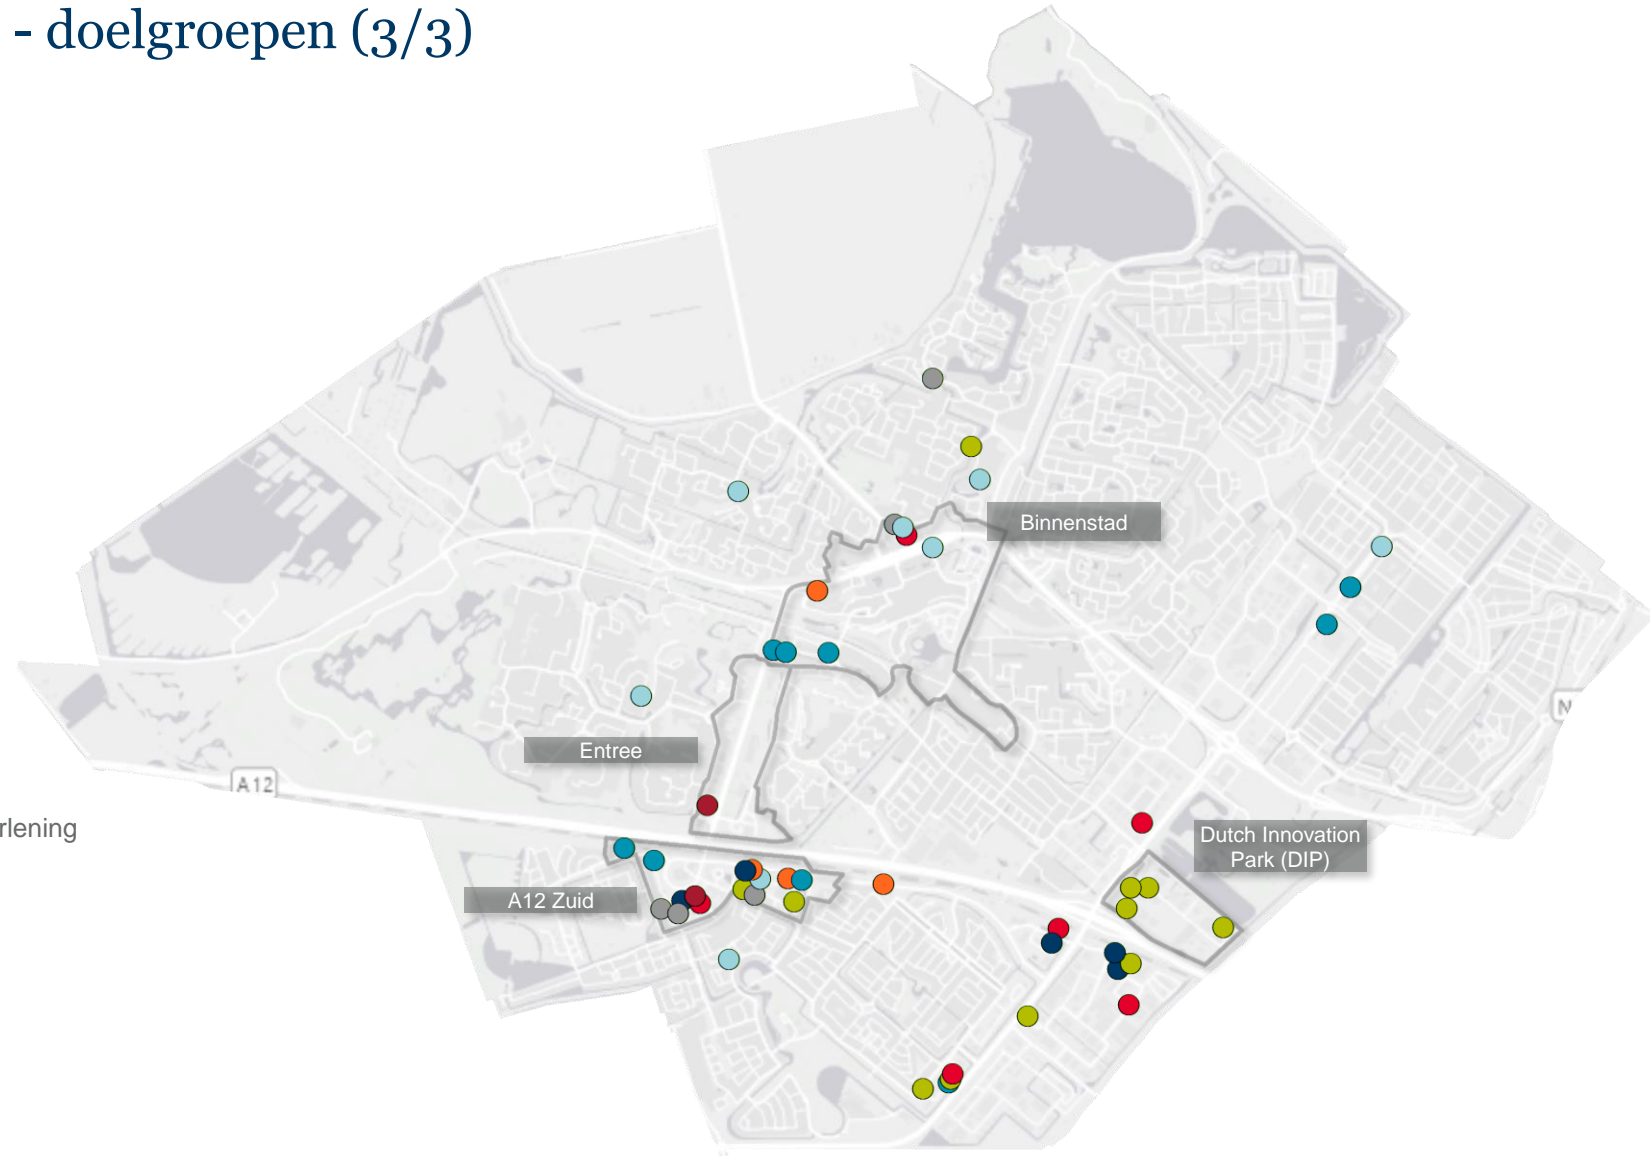 - doelgroepen (3/3)
Binnenstad
N
Entree
A12
rlening
Dutch Innovation
Park (DIP)
A12 Zuid